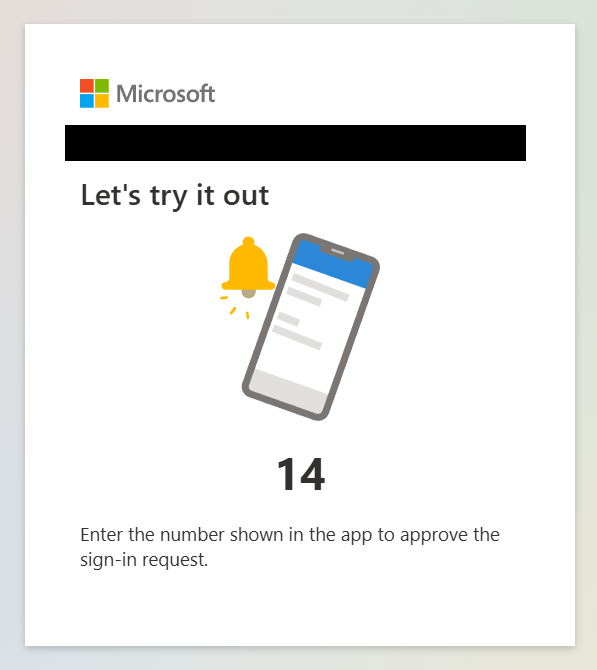 Microsoft
Let's try it out
14
Enter the number shown in the app to approve the
sign-in request.